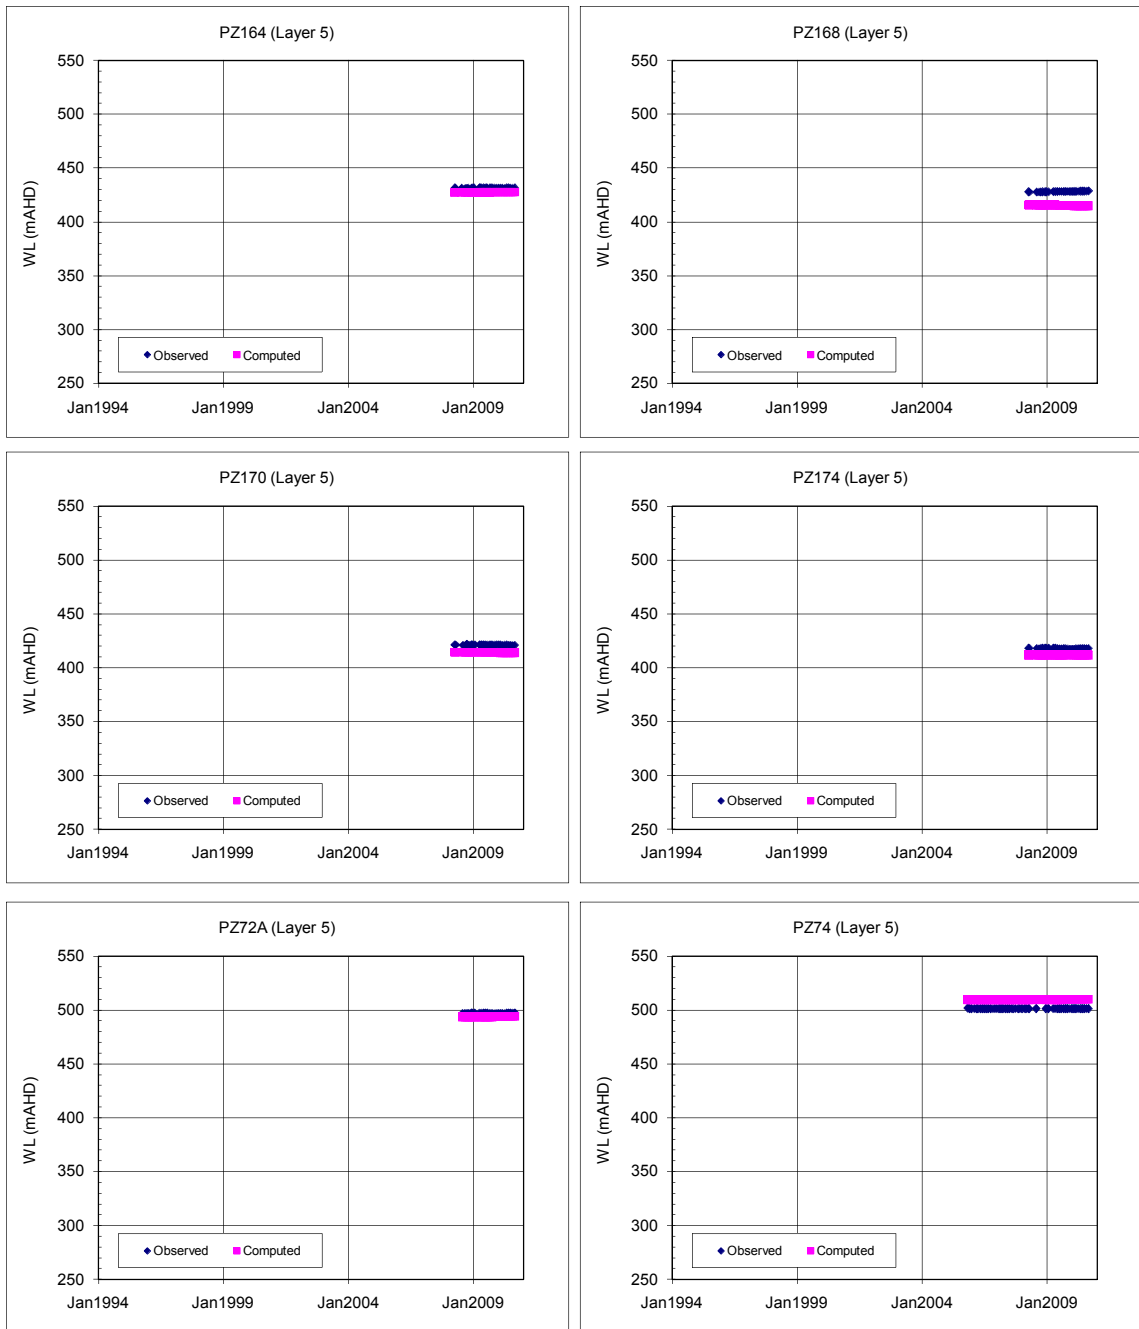 PZ164 (Layer 5)
550
500
450
400
350
300
250
WL (mAHD)
Observed
Computed
Jan1994
Jan1999
Jan2004
Jan2009
PZ168 (Layer 5)
550
500
450
400
350
300
250
WL (mAHD)
Observed
Computed
Jan1994
Jan1999
Jan2004
Jan2009
PZ170 (Layer 5)
550
500
450
400
350
300
250
WL (mAHD)
Observed
Computed
Jan1994
Jan1999
Jan2004
Jan2009
PZ174 (Layer 5)
550
500
450
400
350
300
250
WL (mAHD)
Observed
Computed
Jan1994
Jan1999
Jan2004
Jan2009
PZ72A (Layer 5)
550
500
450
400
350
300
250
WL (mAHD)
Observed
Computed
Jan1994
Jan1999
Jan2004
Jan2009
PZ74 (Layer 5)
550
500
450
400
350
300
250
WL (mAHD)
Observed
Computed
Jan1994
Jan1999
Jan2004
Jan2009